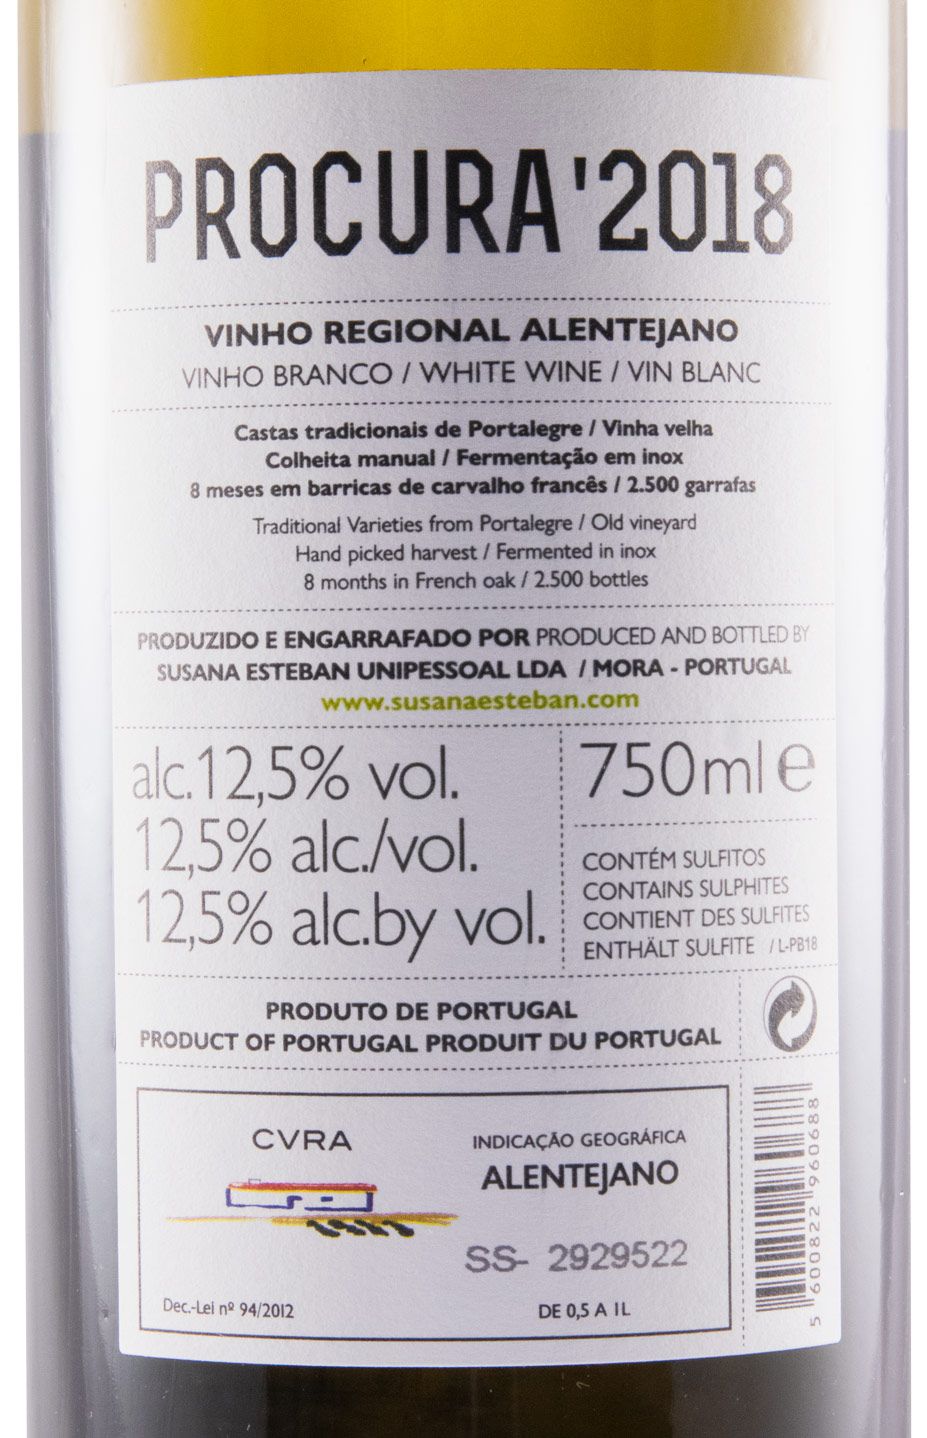 PROCURA'2018
VINHO REGIONAL ALENTEJANO
VINHO BRANCO / WHITE WINE / VIN BLANC
Castas tradicionais de Portalegre / Vinha velha
Colheita manual / Fermentação em inox
8 meses em barricas de carvalho francês / 2.500 garrafas
Traditional Varieties from Portalegre / Old vineyard
Hand picked harvest / Fermented in inox
8 months in French oak / 2.500 bottles
PRODUZIDO E ENGARRAFADO POR PRODUCED AND BOTTLED BY
SUSANA ESTEBAN UNIPESSOAL LDA / MORA - PORTUGAL
www.susanaesteban.com
alc.12,5% vol.
12,5% alc./vol.
12,5% alc.by vol.
750ml e
CONTÉM SULFITOS
CONTAINS SULPHITES
CONTIENT DES SULFITES
ENTHÄLT SULFITE / L-PB18
PRODUTO DE PORTUGAL
PRODUCT OF PORTUGAL PRODUIT DU PORTUGAL
CVRA
INDICAÇÃO GEOGRÁFICA
ALENTEJANO
SS- 2929522
Dec.-Lei nº 94/2012
DE 0,5 A 1L
5 600822 960688